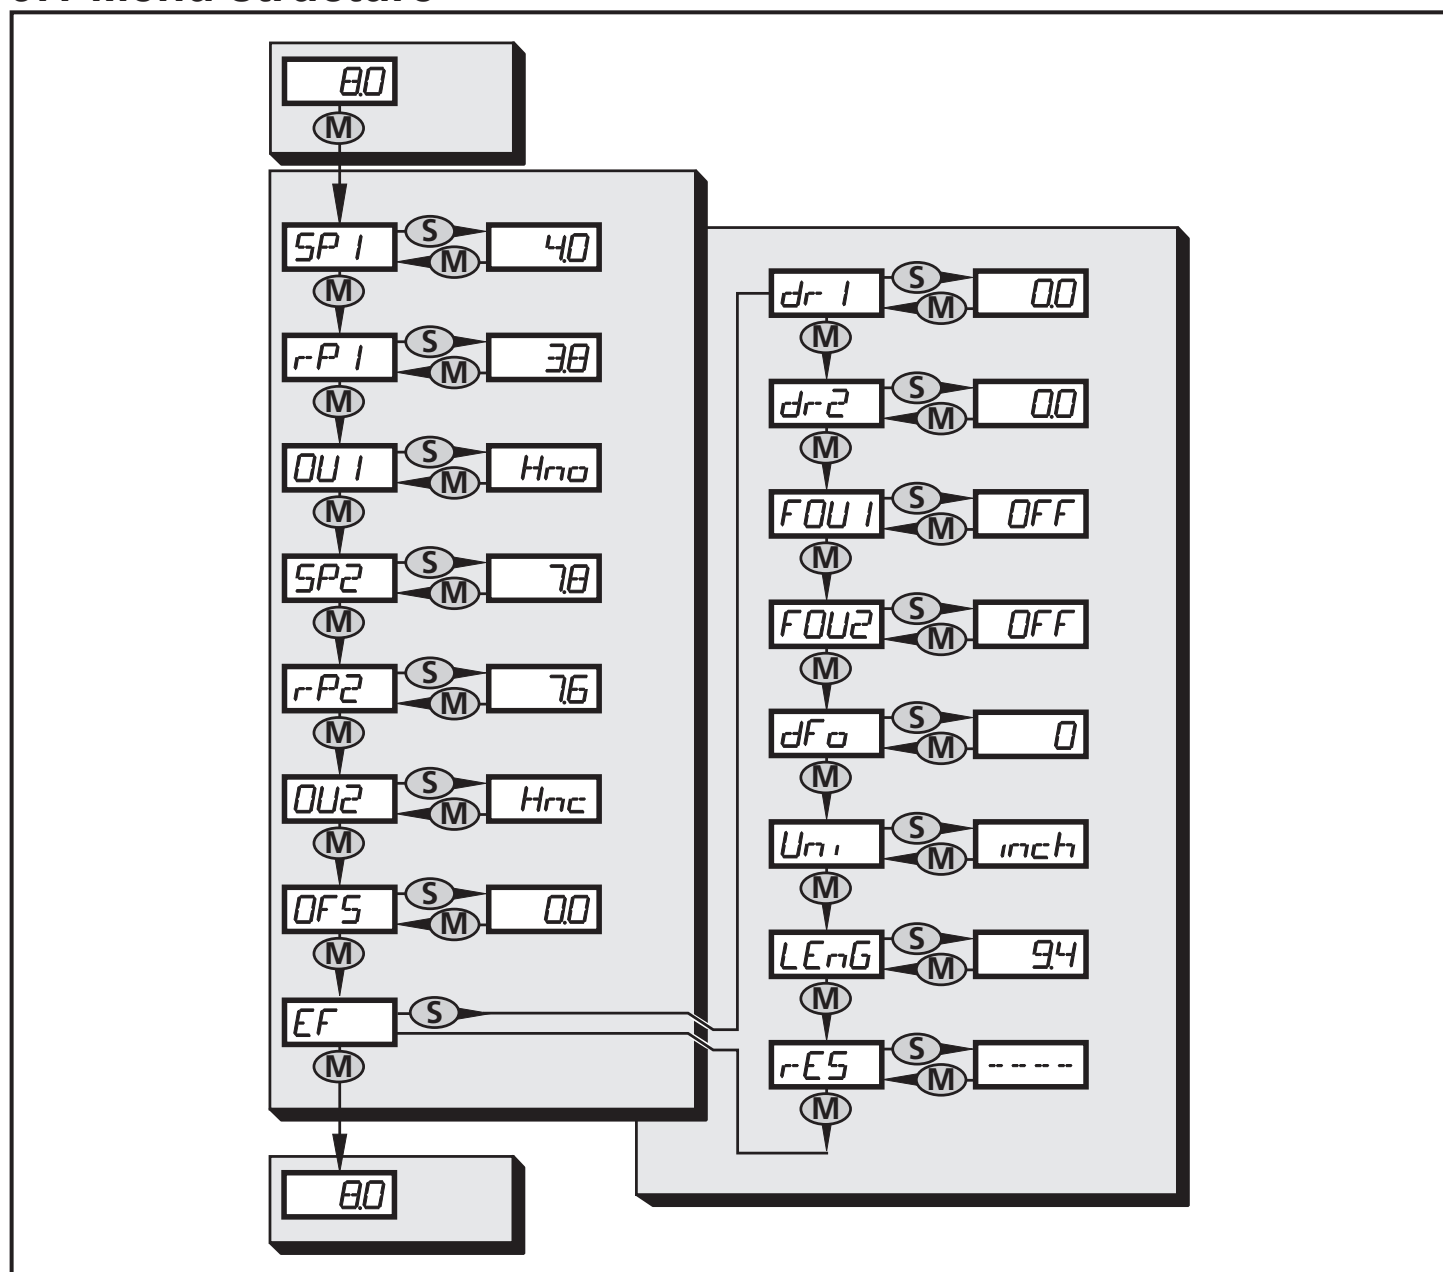 8.0
M
SP1 S 4.0
M
M
rP1 S 3.8
M
M
OU1 S Hno
M
M
SP2 S 7.8
M
M
rP2 S 7.6
M
M
OU2 S Hnc
M
M
OFS S 0.0
M
M
EF S
M
8.0
dr1 S 0.0
M
M
dr2 S 0.0
M
M
FOU1 S OFF
M
M
FOU2 S OFF
M
M
dFo S 0
M
M
Uni S inch
M
M
LEnG S 9.4
M
M
rES S ----
M
M